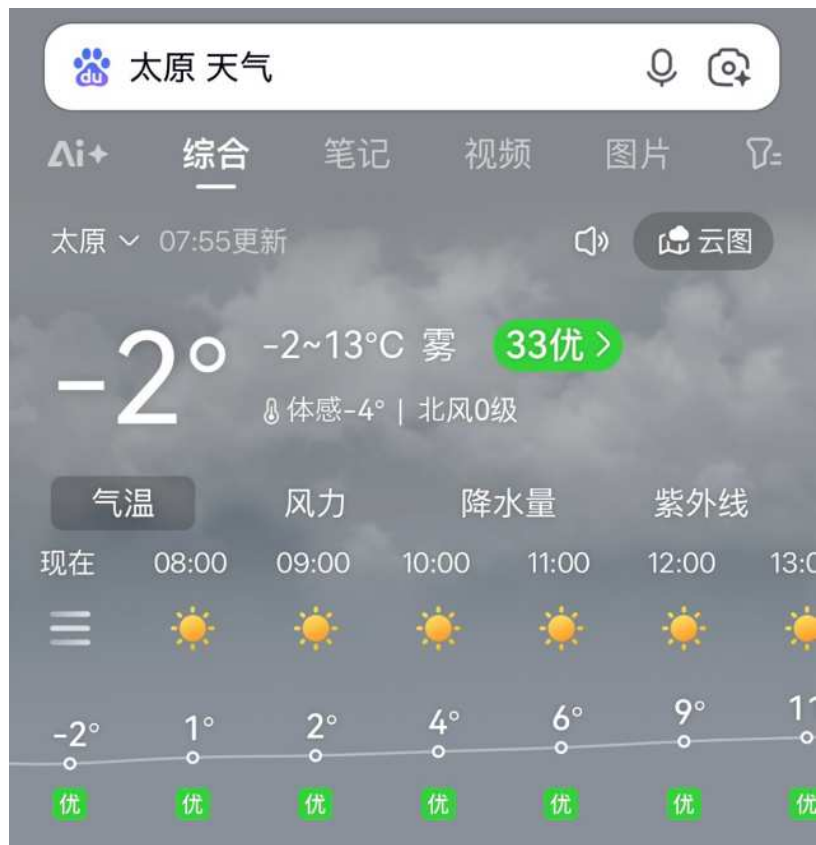 du 太原 天气
Ai+ 综合 笔记 视频 图片
太原 07:55更新 云图
-2° -2~13°C 雾 33优 >
体感-4° | 北风0级
气温 风力 降水量 紫外线
现在 08:00 09:00 10:00 11:00 12:00
-2° 1° 2° 4° 6° 9°
优 优 优 优 优 优 优